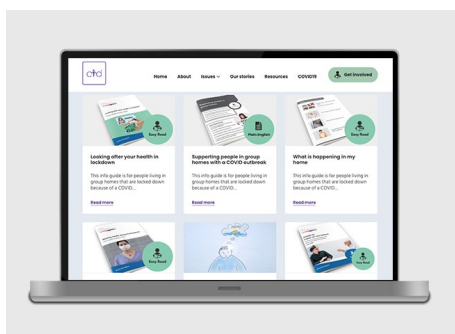 cid
Home About Issues Our stories Resources COVID19 Get involved
Easy Read
Plain English
Easy Read
Looking after your health in
lockdown
This info guide is for people living in
group homes that are locked down
because of a COVID...
Read more
Supporting people in group
homes with a COVID outbreak
This info guide is for people living in
group homes that are locked down
because of a COVID...
Read more
What is happening in my
home
This info guide is for people living in
group homes that are locked down
because of a COVID...
Read more
Easy Read
Easy Read